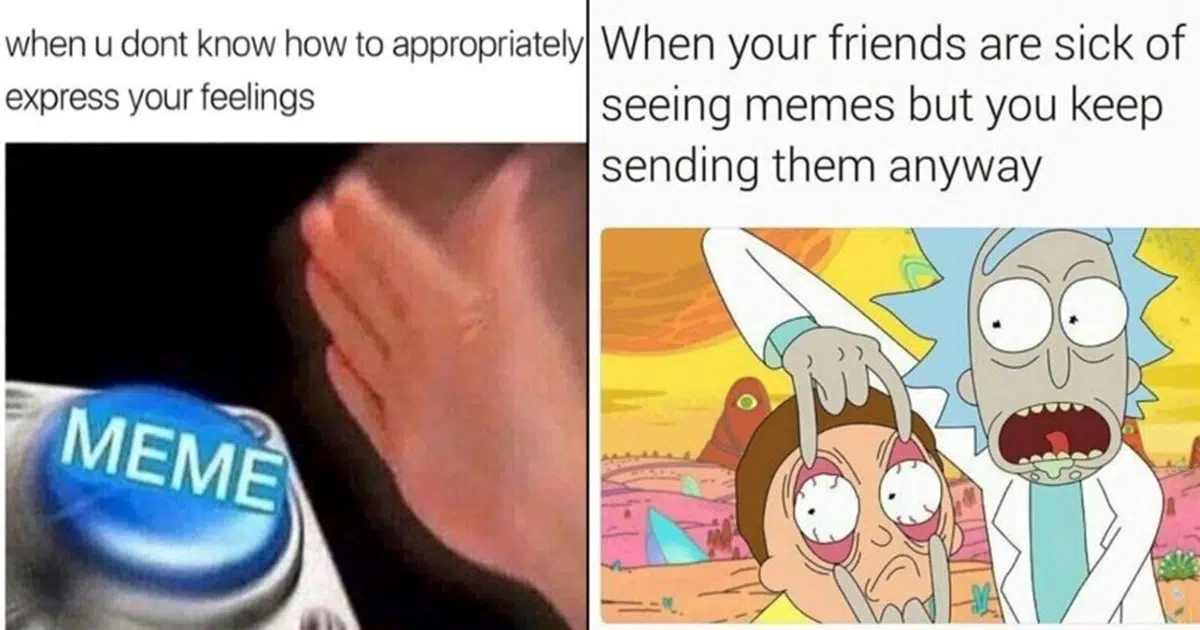 when u dont know how to appropriately
express your feelings
MEME
When your friends are sick of
seeing memes but you keep
sending them anyway